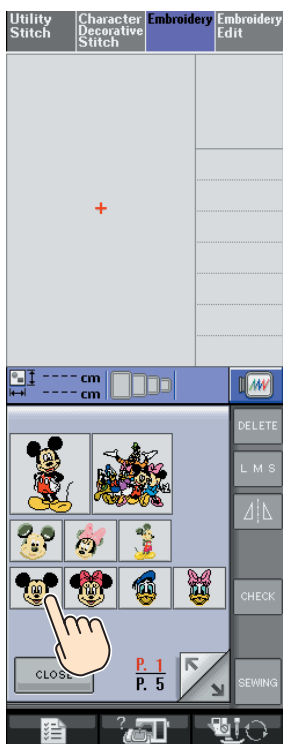 Utility
Stitch
Character
Decorative
Stitch
Embroidery
Embroidery
Edit
---- cm
---- cm
DELETE
L M S
CHECK
CLOSE
P. 1
P. 5
SEWING
?